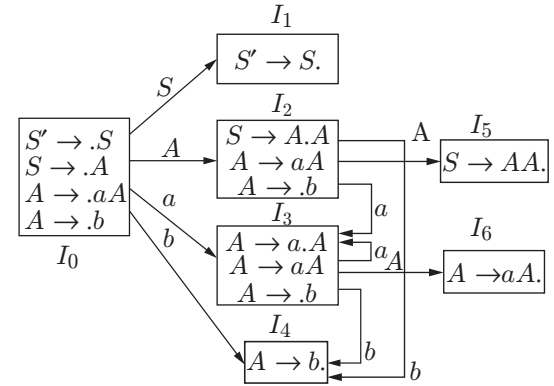 I₁
S′ → S.
S
I₀
S′ → .S
S → .A
A → .aA
A → .b
A
a
b
I₂
S → A.A
A → aA
A → .b
A
I₅
S → AA.
a
I₃
A → a.A
A → aA
A → .b
a
A
I₆
A →aA.
I₄
A → b.
b
b